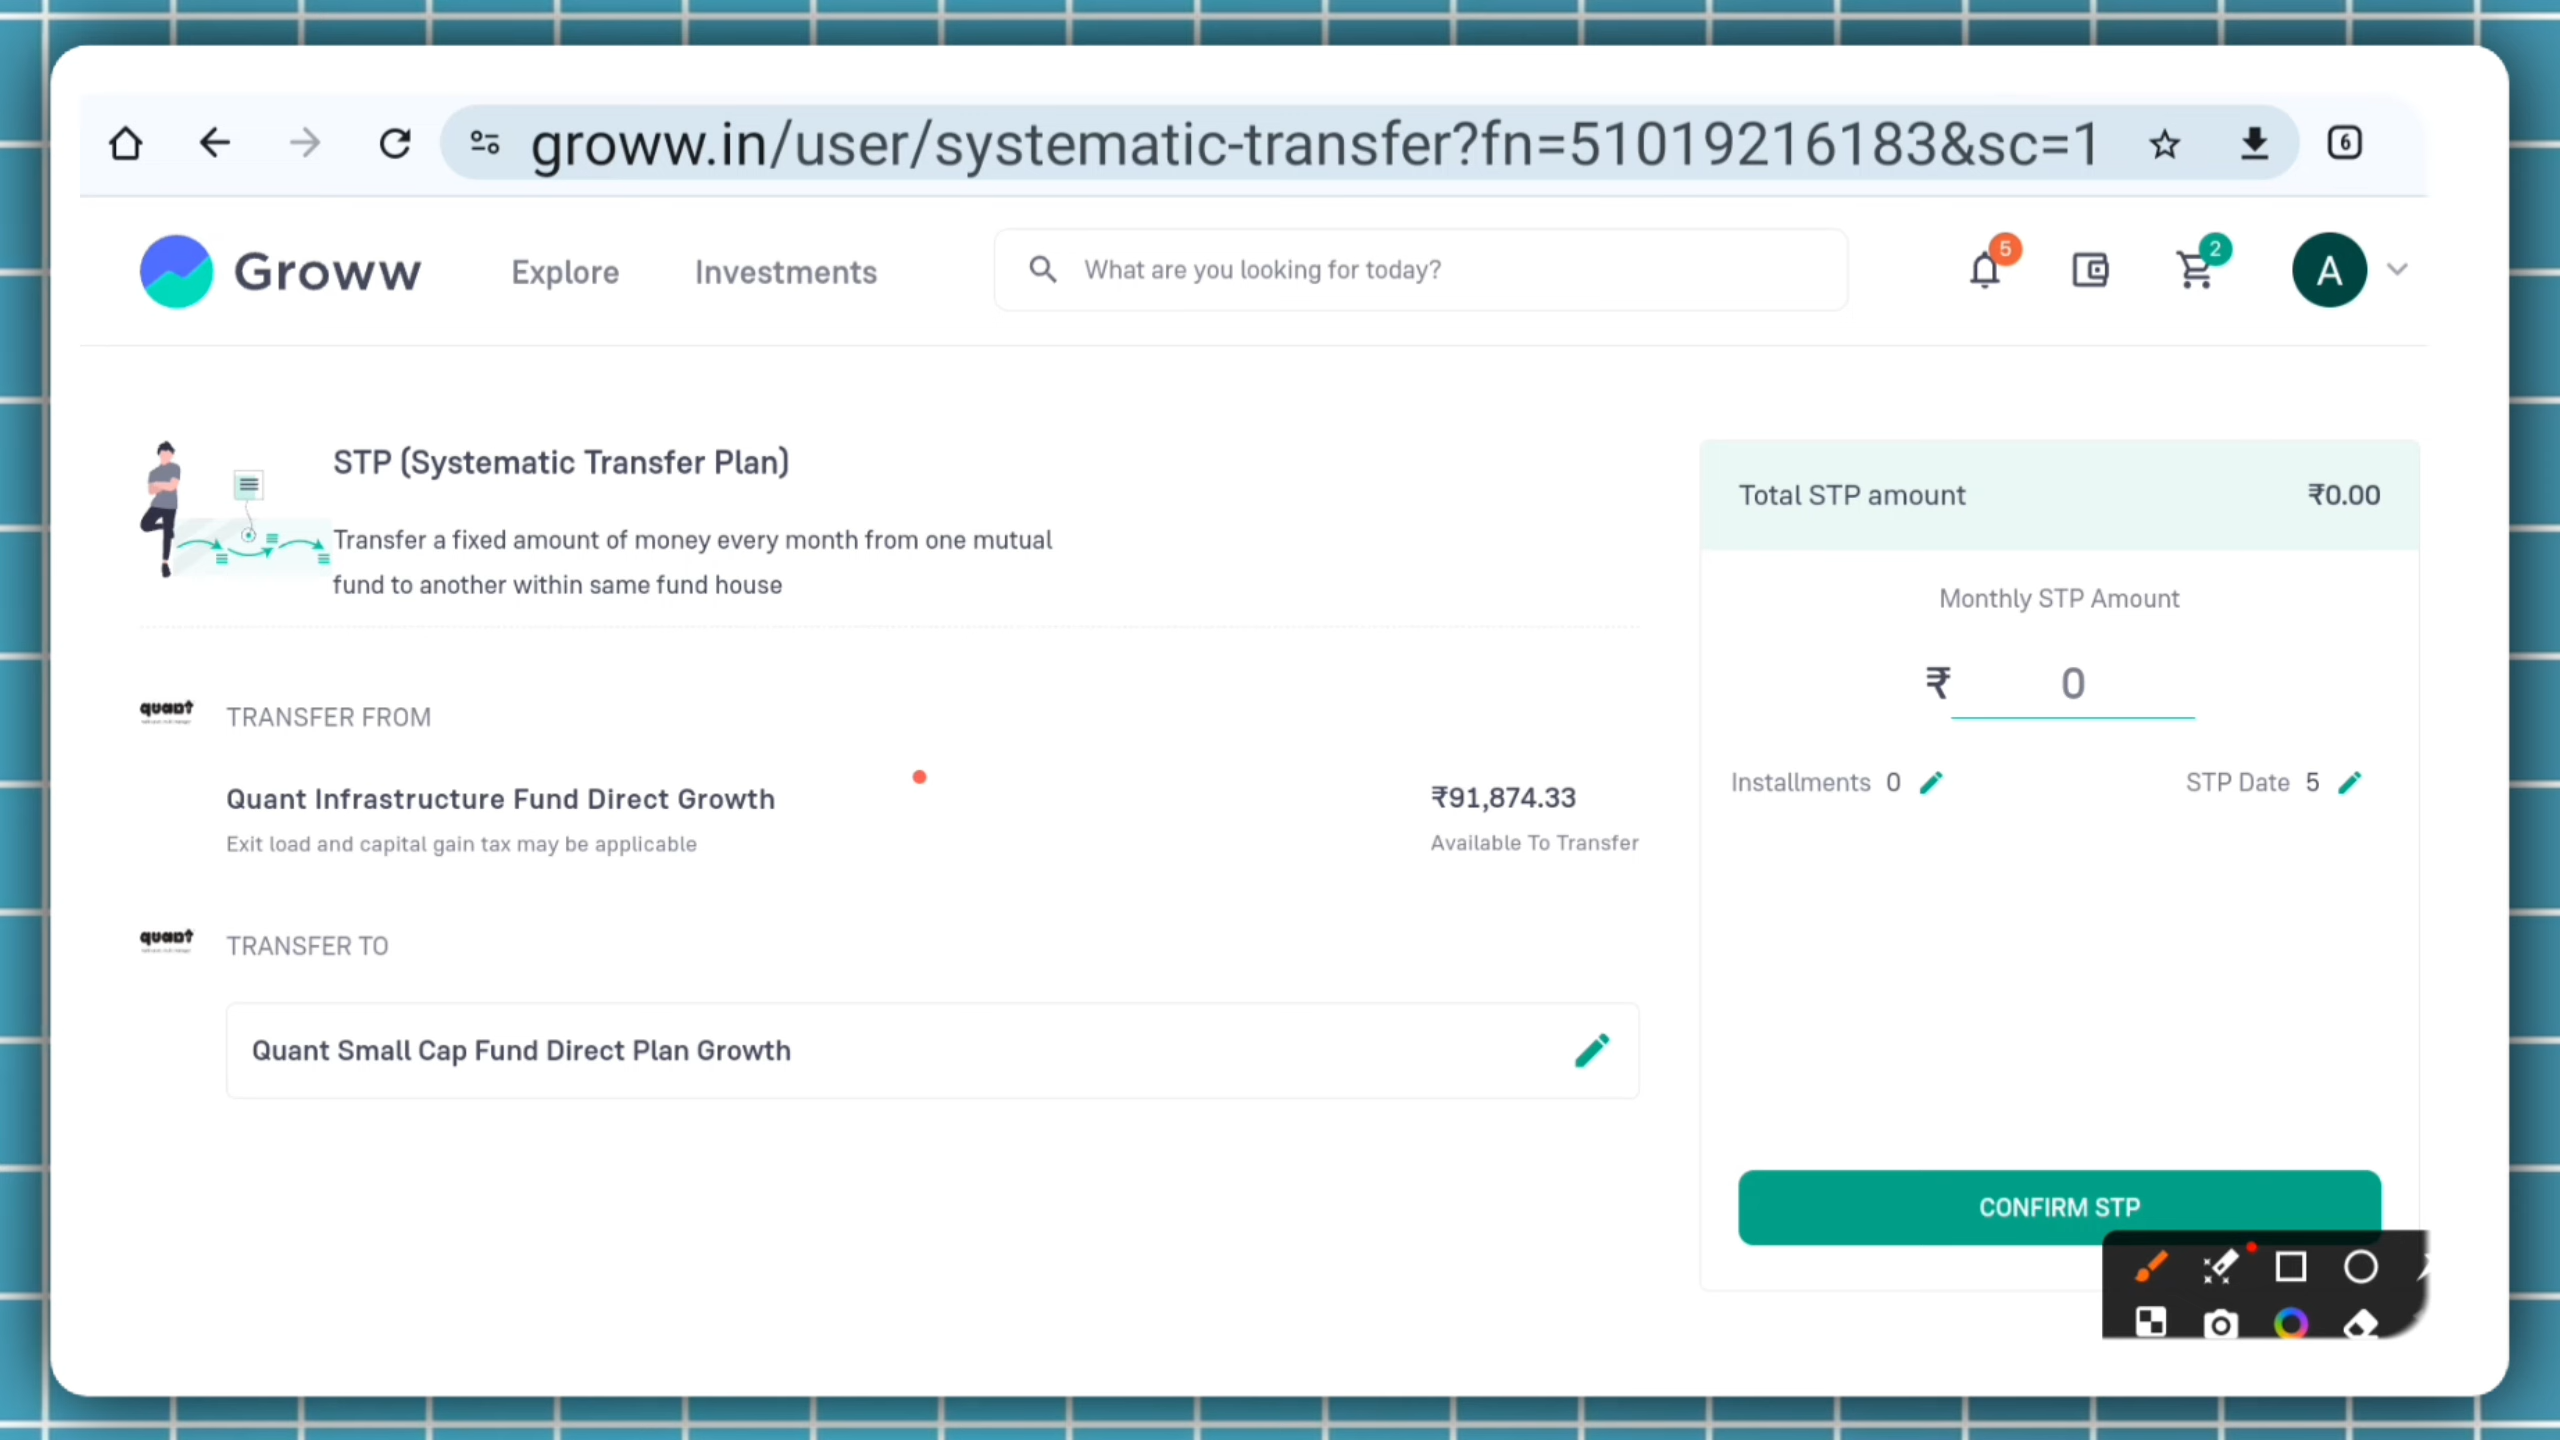 groww.in/user/systematic-transfer?fn=51019216183&sc=1
6
Groww
Explore
Investments
What are you looking for today?
5
2
A
STP (Systematic Transfer Plan)
Transfer a fixed amount of money every month from one mutual
fund to another within same fund house
quant
TRANSFER FROM
Quant Infrastructure Fund Direct Growth
₹91,874.33
Exit load and capital gain tax may be applicable
Available To Transfer
quant
TRANSFER TO
Quant Small Cap Fund Direct Plan Growth
Total STP amount
₹0.00
Monthly STP Amount
₹ 0
Installments 0
STP Date 5
CONFIRM STP